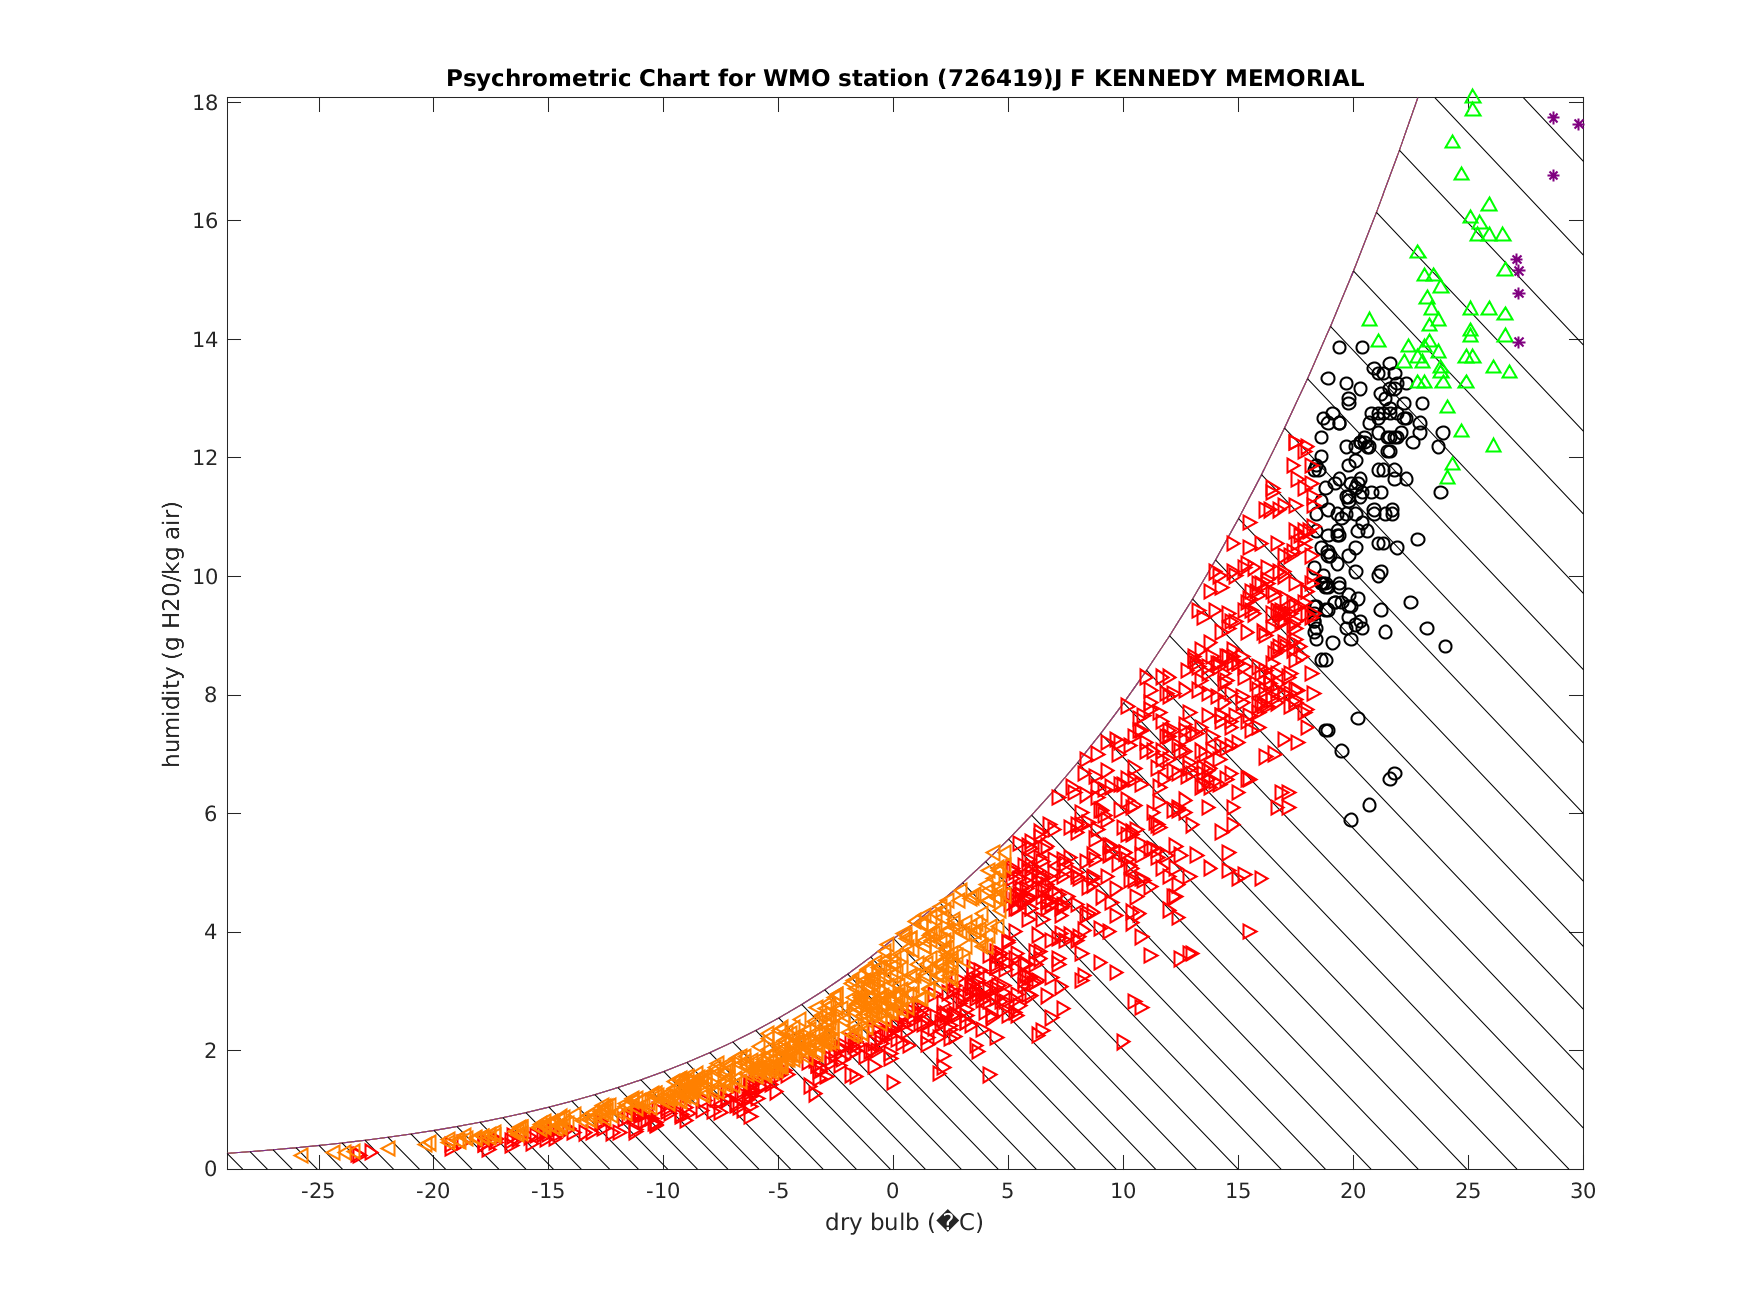 Psychrometric Chart for WMO station (726419)J F KENNEDY MEMORIAL
humidity (g H20/kg air)
18
16
14
12
10
8
6
4
2
0
-25 -20 -15 -10 -5 0 5 10 15 20 25 30
dry bulb (�C)